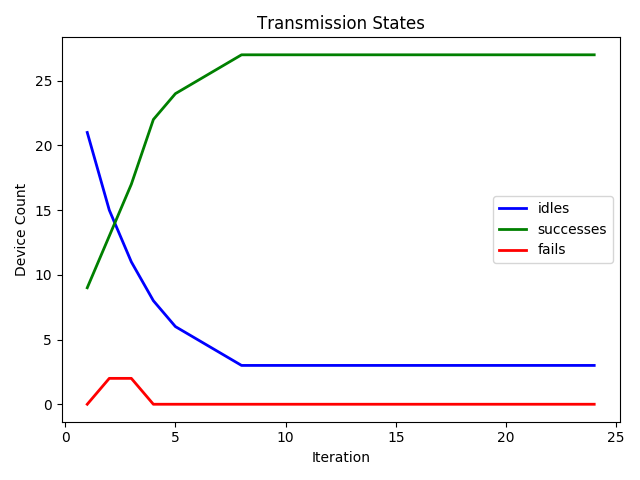 Transmission States
Device Count
25
20
15
10
5
0
idles
successes
fails
0 5 10 15 20 25
Iteration